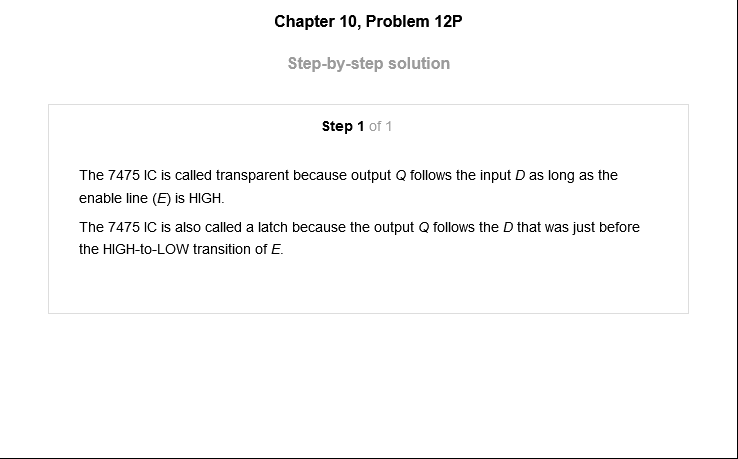 Chapter 10, Problem 12P
Step-by-step solution
Step 1 of 1
The 7475 IC is called transparent because output Q follows the input D as long as the
enable line (E) is HIGH.
The 7475 IC is also called a latch because the output Q follows the D that was just before
the HIGH-to-LOW transition of E.